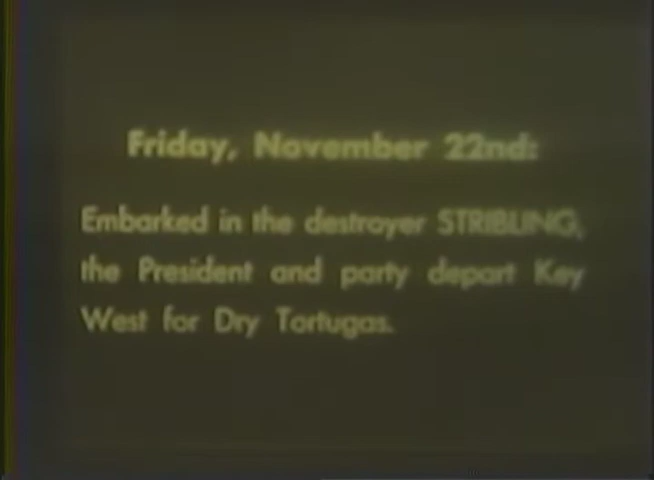 Friday, November 22nd:
Embarked in the destroyer STRIBLING,
the President and party depart Key
West for Dry Tortugas.